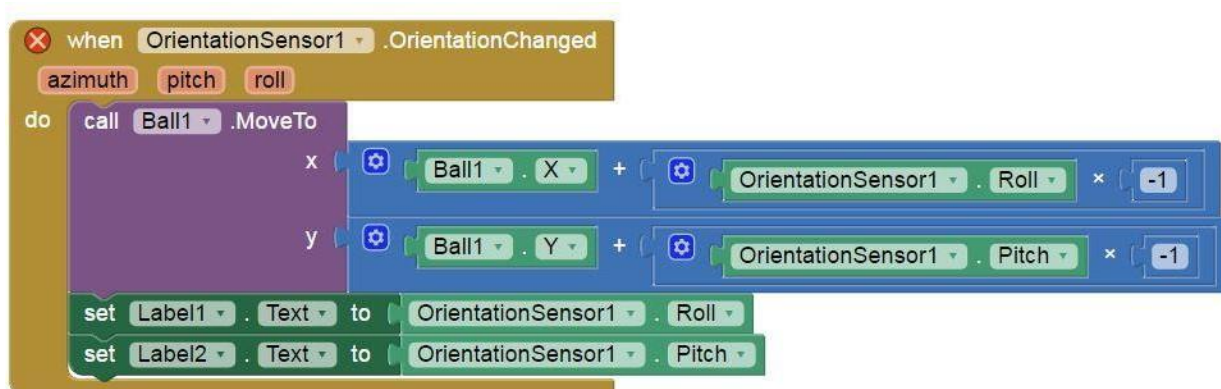 when OrientationSensor1 .OrientationChanged
azimuth pitch roll
do call Ball1 .MoveTo
x Ball1 . X + OrientationSensor1 . Roll × -1
y Ball1 . Y + OrientationSensor1 . Pitch × -1
set Label1 . Text to OrientationSensor1 . Roll
set Label2 . Text to OrientationSensor1 . Pitch